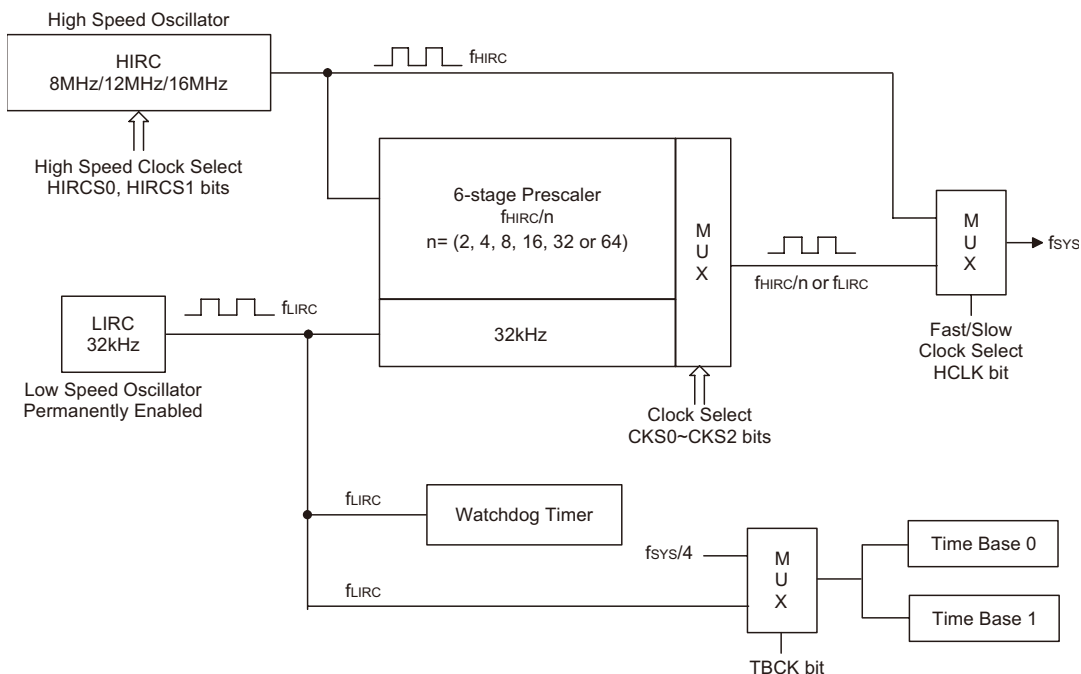 High Speed Oscillator
HIRC
8MHz/12MHz/16MHz
High Speed Clock Select
HIRCS0, HIRCS1 bits
fHIRC
6-stage Prescaler
fHIRC/n
n= (2, 4, 8, 16, 32 or 64)
M
U
X
fHIRC/n or fLIRC
M
U
X
fSYS
Fast/Slow
Clock Select
HCLK bit
LIRC
32kHz
Low Speed Oscillator
Permanently Enabled
fLIRC
32kHz
Clock Select
CKS0~CKS2 bits
fLIRC
Watchdog Timer
fSYS/4
fLIRC
M
U
X
TBCK bit
Time Base 0
Time Base 1